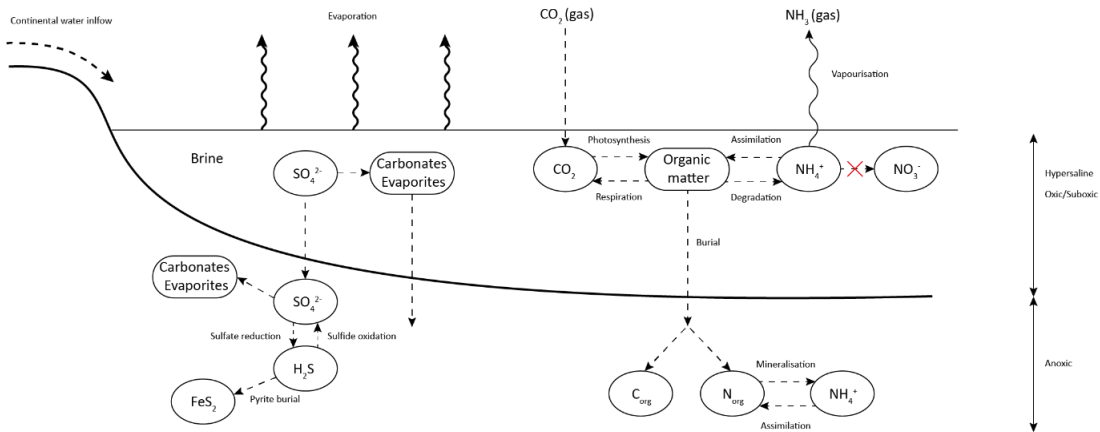 Continental water inflow
Evaporation
CO₂ (gas)
NH₃ (gas)
Vapourisation
Brine
SO₄²⁻
Carbonates
Evaporites
CO₂
Photosynthesis
Respiration
Organic
matter
Assimilation
Degradation
NH₄⁺
NO₃⁻
Hypersaline
Oxic/Suboxic
Burial
Carbonates
Evaporites
SO₄²⁻
Sulfate reduction
Sulfide oxidation
H₂S
Pyrite burial
FeS₂
C org
N org
Mineralisation
Assimilation
NH₄⁺
Anoxic